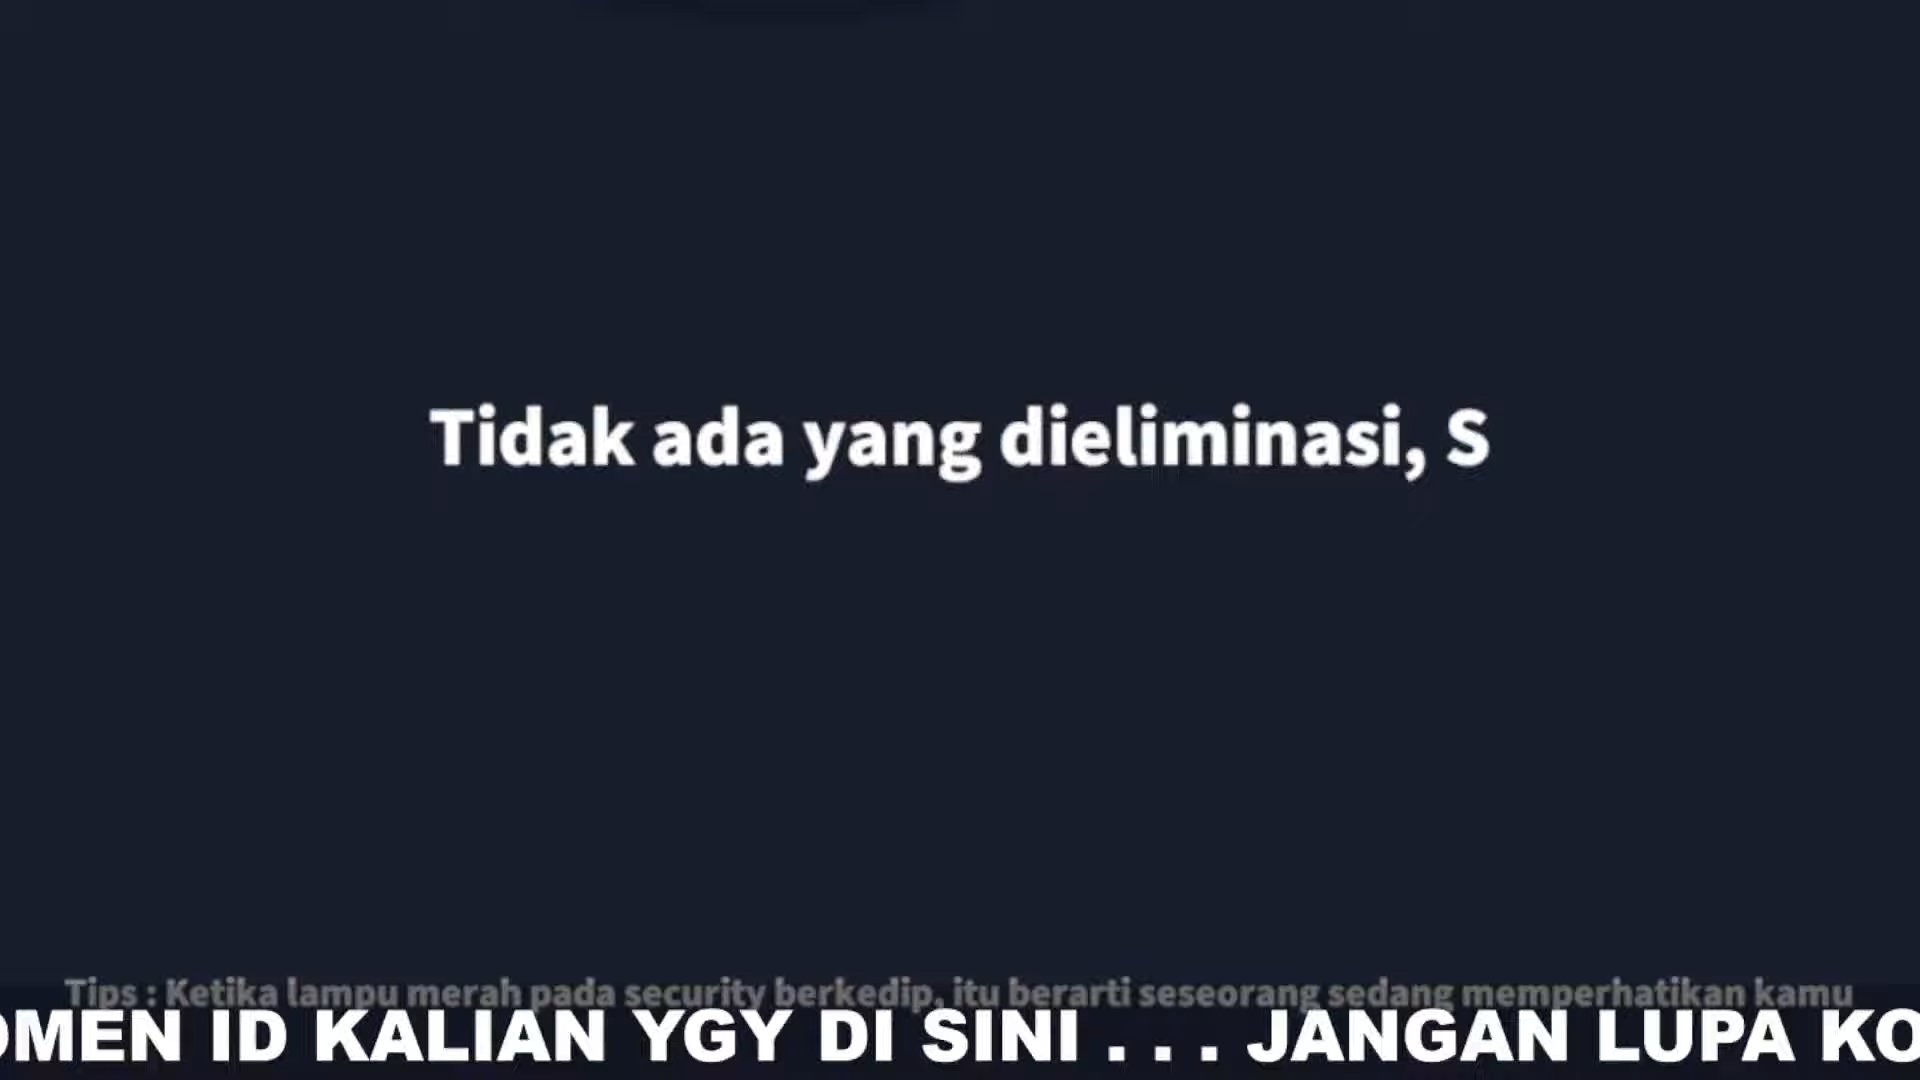 Tidak ada yang dieliminasi, S
Tips : Ketika lampu merah pada security berkedip, itu berarti seseorang sedang memperhatikan kamu
OMEN ID KALIAN YGY DI SINI . . . JANGAN LUPA KO